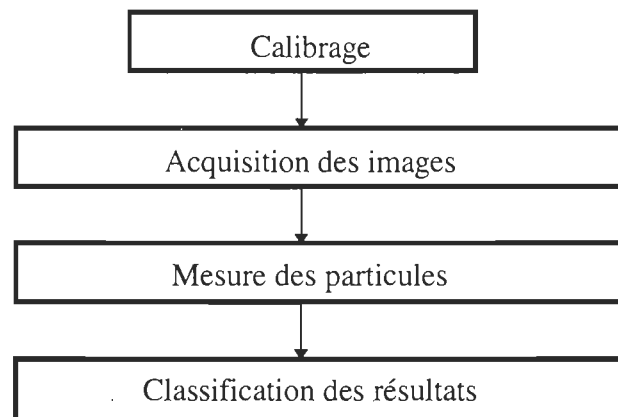 Calibrage
Acquisition des images
Mesure des particules
Classification des résultats